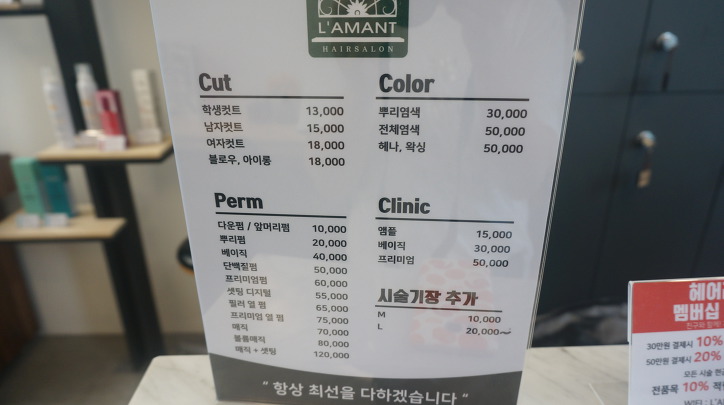 L'AMANT
HAIRSALON
Cut
학생컷트 13,000
남자컷트 15,000
여자컷트 18,000
블로우, 아이롱 18,000
Color
뿌리염색 30,000
전체염색 50,000
헤나, 왁싱 50,000
Perm
다운펌 / 앞머리펌 10,000
뿌리펌 20,000
베이직 40,000
단백질펌 50,000
프리미엄펌 60,000
셋팅 디지털 55,000
필러 열 펌 65,000
프리미엄 열 펌 75,000
매직 70,000
볼륨매직 80,000
매직 + 셋팅 120,000
Clinic
앰플 15,000
베이직 30,000
프리미엄 50,000
시술기장 추가
M 10,000
L 20,000~
" 항상 최선을 다하겠습니다 "
헤어
멤버십
30만원 결제시 10%
50만원 결제시 20%
모든 시술
전품목 10%
WIFI : L'A